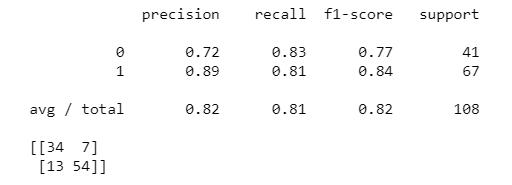 precision recall f1-score support
0 0.72 0.83 0.77 41
1 0.89 0.81 0.84 67
avg / total 0.82 0.81 0.82 108
[[34 7]
[13 54]]